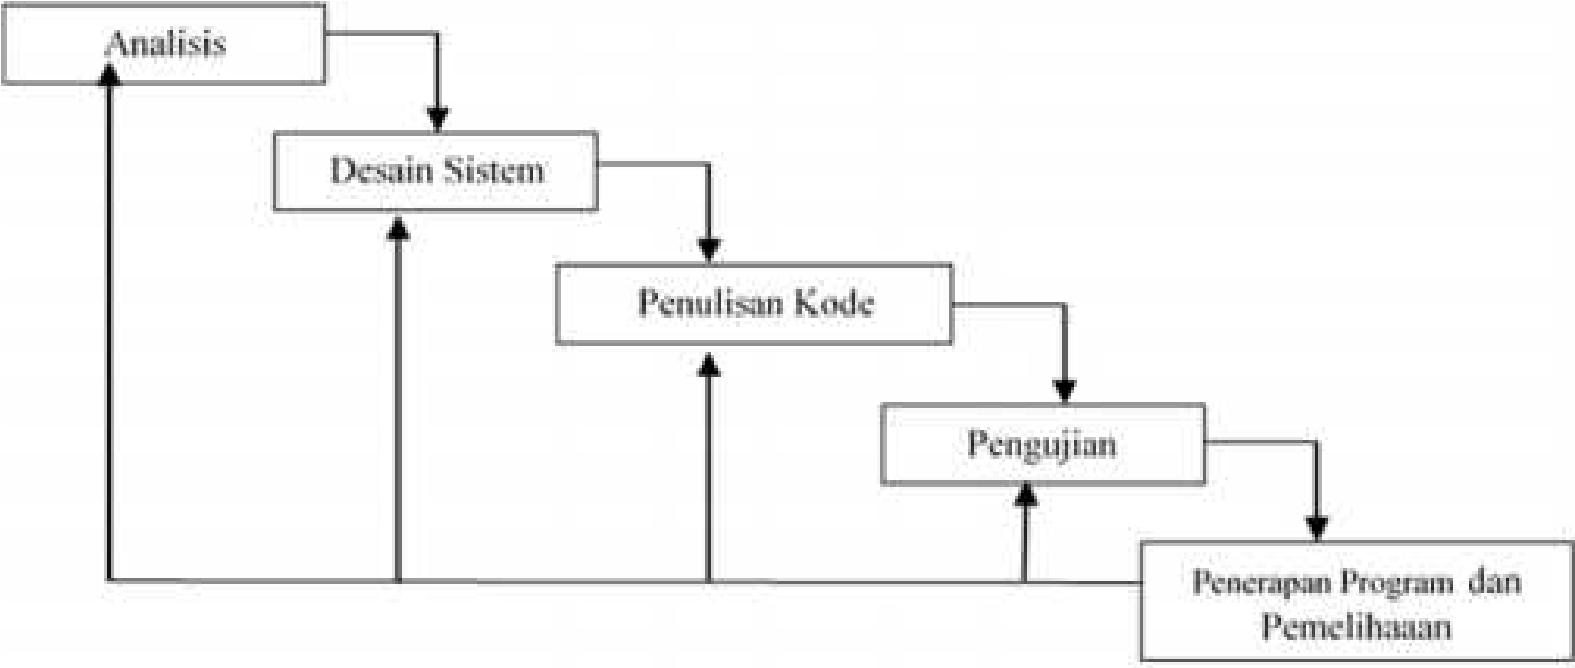 Analisis
Desain Sistem
Penulisan Kode
Pengujian
Penerapan Program dan
Pemelihaaan